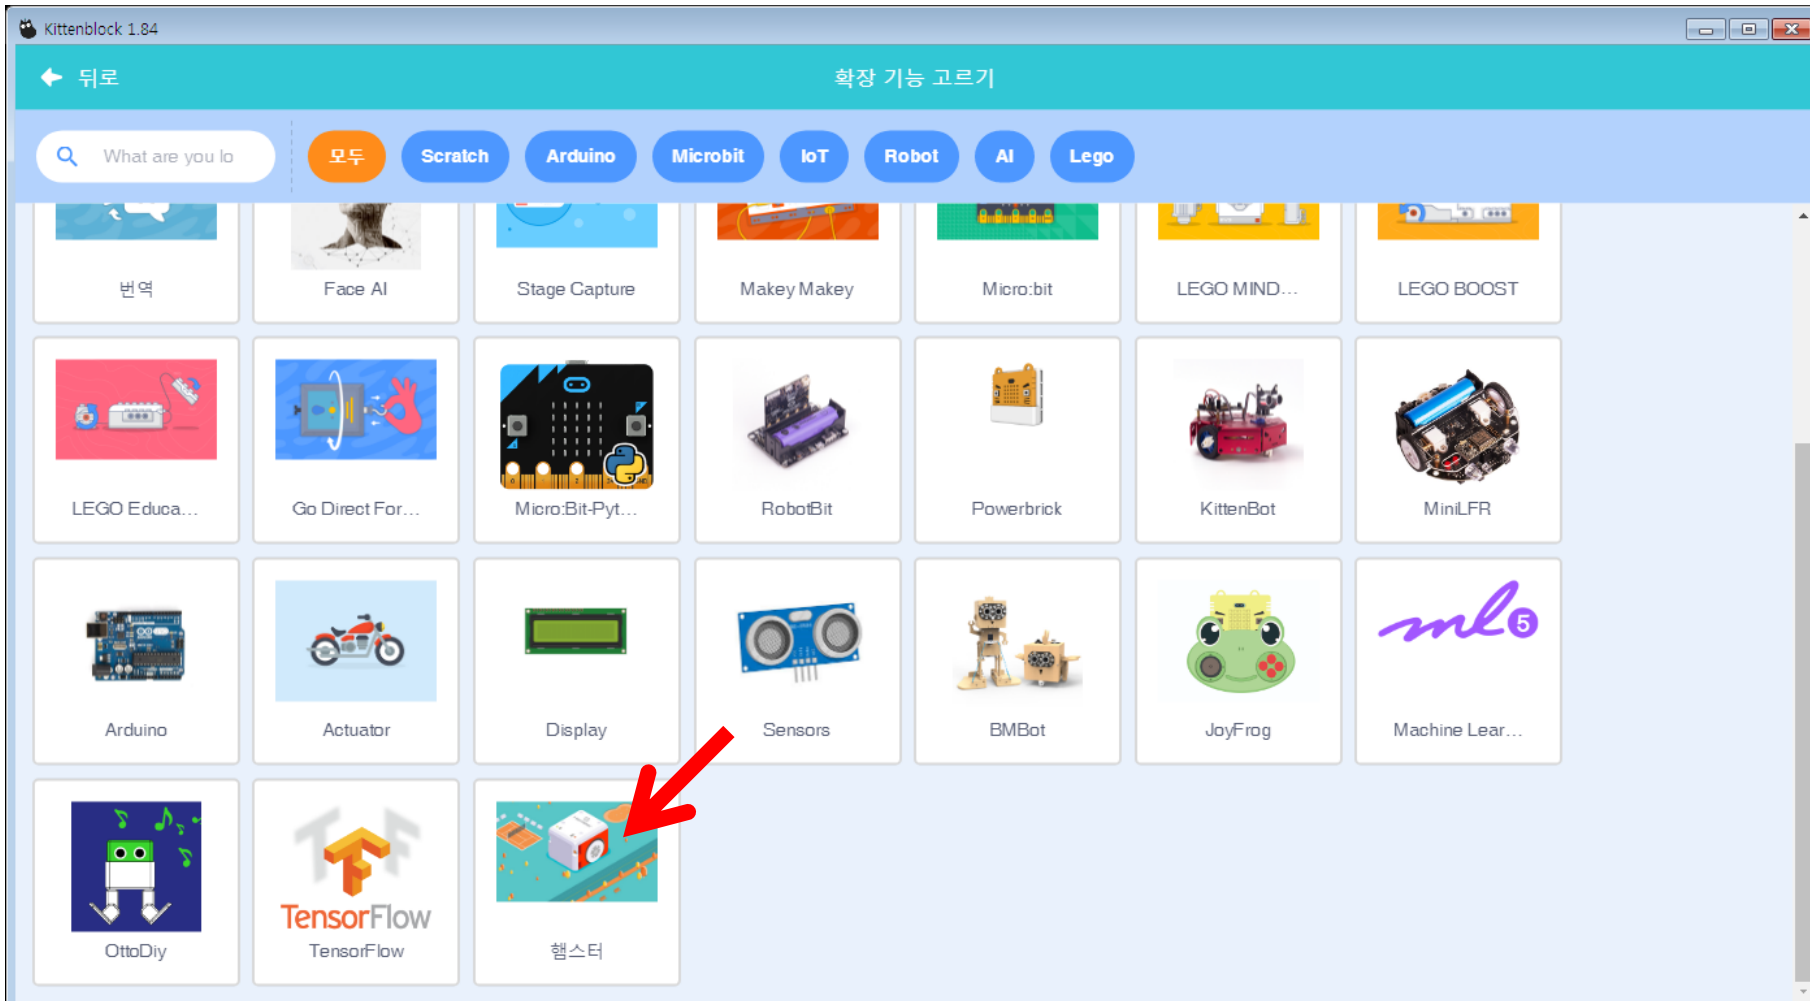 Kittenblock 1.84
뒤로
확장 기능 고르기
What are you lo
모두
Scratch
Arduino
Microbit
IoT
Robot
AI
Lego
번역
Face AI
Stage Capture
Makey Makey
Micro:bit
LEGO MIND...
LEGO BOOST
LEGO Educa...
Go Direct For...
Micro:Bit-Pyt...
RobotBit
Powerbrick
KittenBot
MiniLFR
ml5
Arduino
Actuator
Display
Sensors
BMBot
JoyFrog
Machine Lear...
TensorFlow
OttoDiy
TensorFlow
햄스터